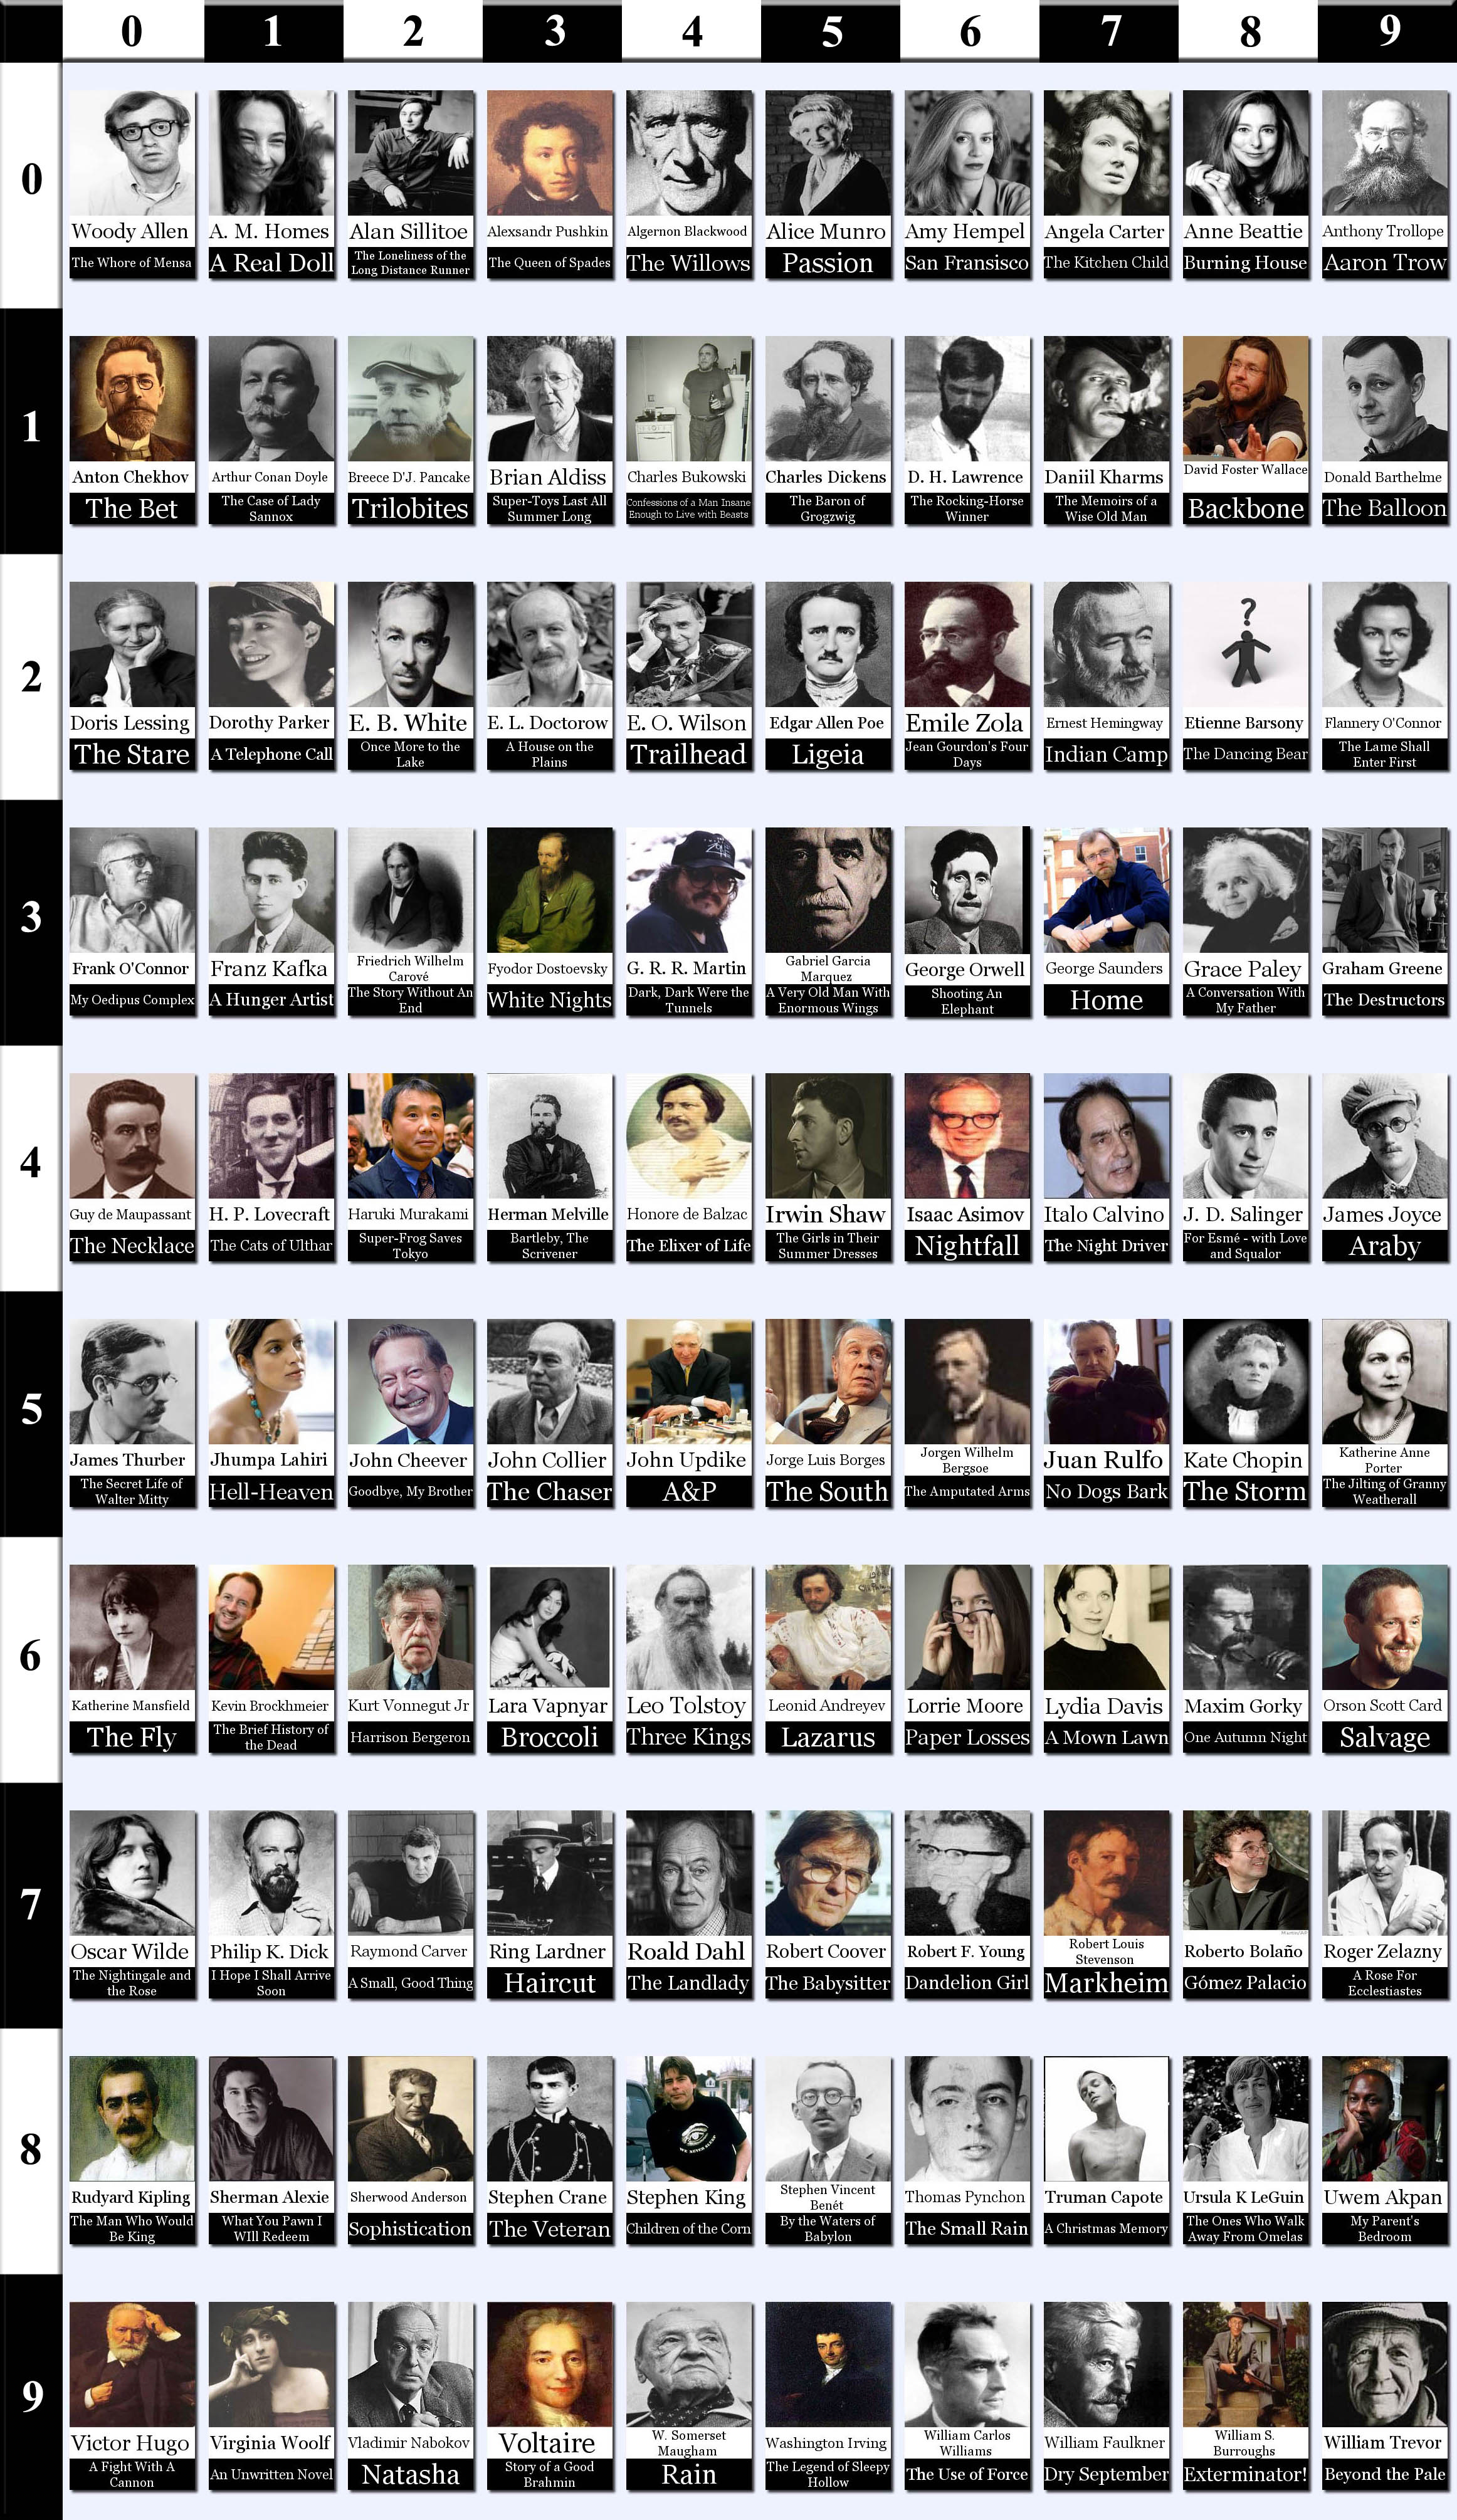 0 1 2 3 4 5 6 7 8 9
0
Woody Allen
The Whore of Mensa
A. M. Homes
A Real Doll
Alan Sillitoe
The Loneliness of the
Long Distance Runner
Alexsandr Pushkin
The Queen of Spades
Algernon Blackwood
The Willows
Alice Munro
Passion
Amy Hempel
San Fransisco
Angela Carter
The Kitchen Child
Anne Beattie
Burning House
Anthony Trollope
Aaron Trow
1
Anton Chekhov
The Bet
Arthur Conan Doyle
The Case of Lady
Sannox
Breece D'J. Pancake
Trilobites
Brian Aldiss
Super-Toys Last All
Summer Long
Charles Bukowski
Confessions of a Man Insane
Enough to Live with Beasts
Charles Dickens
The Baron of
Grogzwig
D. H. Lawrence
The Rocking-Horse
Winner
Daniil Kharms
The Memoirs of a
Wise Old Man
David Foster Wallace
Backbone
Donald Barthelme
The Balloon
2
Doris Lessing
The Stare
Dorothy Parker
A Telephone Call
E. B. White
Once More to the
Lake
E. L. Doctorow
A House on the
Plains
E. O. Wilson
Trailhead
Edgar Allen Poe
Ligeia
Emile Zola
Jean Gourdon's Four
Days
Ernest Hemingway
Indian Camp
?
Etienne Barsony
The Dancing Bear
Flannery O'Connor
The Lame Shall
Enter First
3
Frank O'Connor
My Oedipus Complex
Franz Kafka
A Hunger Artist
Friedrich Wilhelm
Carové
The Story Without An
End
Fyodor Dostoevsky
White Nights
G. R. R. Martin
Dark, Dark Were the
Tunnels
Gabriel Garcia
Marquez
A Very Old Man With
Enormous Wings
George Orwell
Shooting An
Elephant
George Saunders
Home
Grace Paley
A Conversation With
My Father
Graham Greene
The Destructors
4
Guy de Maupassant
The Necklace
H. P. Lovecraft
The Cats of Ulthar
Haruki Murakami
Super-Frog Saves
Tokyo
Herman Melville
Bartleby, The
Scrivener
Honore de Balzac
The Elixer of Life
Irwin Shaw
The Girls in Their
Summer Dresses
Isaac Asimov
Nightfall
Italo Calvino
The Night Driver
J. D. Salinger
For Esmé - with Love
and Squalor
James Joyce
Araby
5
James Thurber
The Secret Life of
Walter Mitty
Jhumpa Lahiri
Hell-Heaven
John Cheever
Goodbye, My Brother
John Collier
The Chaser
John Updike
A&P
Jorge Luis Borges
The South
Jorgen Wilhelm
Bergsoe
The Amputated Arms
Juan Rulfo
No Dogs Bark
Kate Chopin
The Storm
Katherine Anne
Porter
The Jilting of Granny
Weatherall
6
Katherine Mansfield
The Fly
Kevin Brockhmeier
The Brief History of
the Dead
Kurt Vonnegut Jr
Harrison Bergeron
Lara Vapnyar
Broccoli
Leo Tolstoy
Three Kings
Leonid Andreyev
Lazarus
Lorrie Moore
Paper Losses
Lydia Davis
A Mown Lawn
Maxim Gorky
One Autumn Night
Orson Scott Card
Salvage
7
Oscar Wilde
The Nightingale and
the Rose
Philip K. Dick
I Hope I Shall Arrive
Soon
Raymond Carver
A Small, Good Thing
Ring Lardner
Haircut
Roald Dahl
The Landlady
Robert Coover
The Babysitter
Robert F. Young
Dandelion Girl
Robert Louis
Stevenson
Markheim
Roberto Bolaño
Gómez Palacio
Roger Zelazny
A Rose For
Ecclestiastes
8
Rudyard Kipling
The Man Who Would
Be King
Sherman Alexie
What You Pawn I
WIll Redeem
Sherwood Anderson
Sophistication
Stephen Crane
The Veteran
WE NEVER SLEEP
Stephen King
Children of the Corn
Stephen Vincent
Benét
By the Waters of
Babylon
Thomas Pynchon
The Small Rain
Truman Capote
A Christmas Memory
Ursula K LeGuin
The Ones Who Walk
Away From Omelas
Uwem Akpan
My Parent's
Bedroom
9
Victor Hugo
A Fight With A
Cannon
Virginia Woolf
An Unwritten Novel
Vladimir Nabokov
Natasha
Voltaire
Story of a Good
Brahmin
W. Somerset
Maugham
Rain
Washington Irving
The Legend of Sleepy
Hollow
William Carlos
Williams
The Use of Force
William Faulkner
Dry September
William S.
Burroughs
Exterminator!
William Trevor
Beyond the Pale